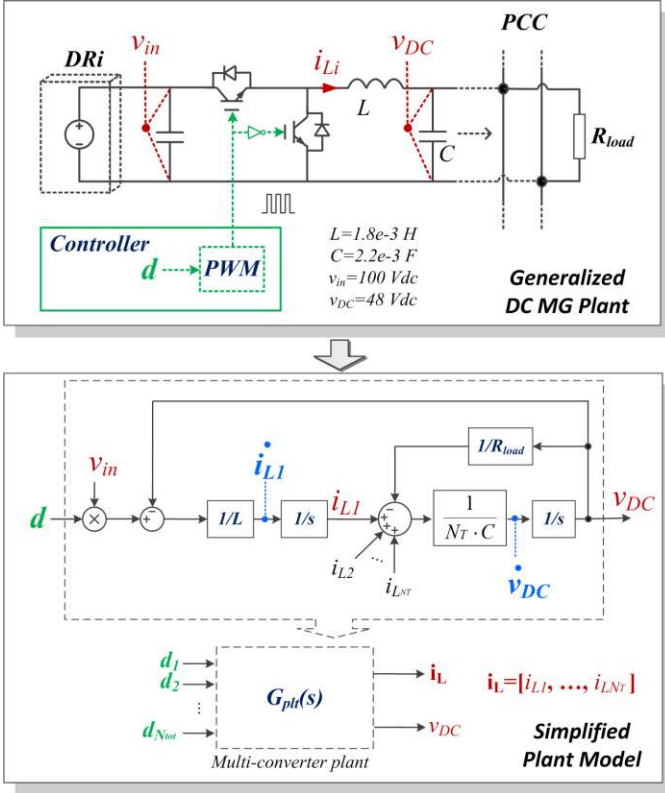 PCC
v_in
v_DC
DRi
i_Li
L
C
R_load
Controller
d
PWM
L=1.8e-3 H
C=2.2e-3 F
v_in=100 Vdc
v_DC=48 Vdc
Generalized
DC MG Plant
1/R_load
v_in
i_L1
v_DC
d
×
+
-
1/L
1/s
i_L1
-
+
+
+
1
N_T · C
1/s
i_L2
...
i_LNT
v_DC
d_1
d_2
...
d_Ntot
G_plt(s)
i_L
v_DC
i_L=[i_L1, ..., i_LNT]
Multi-converter plant
Simplified
Plant Model